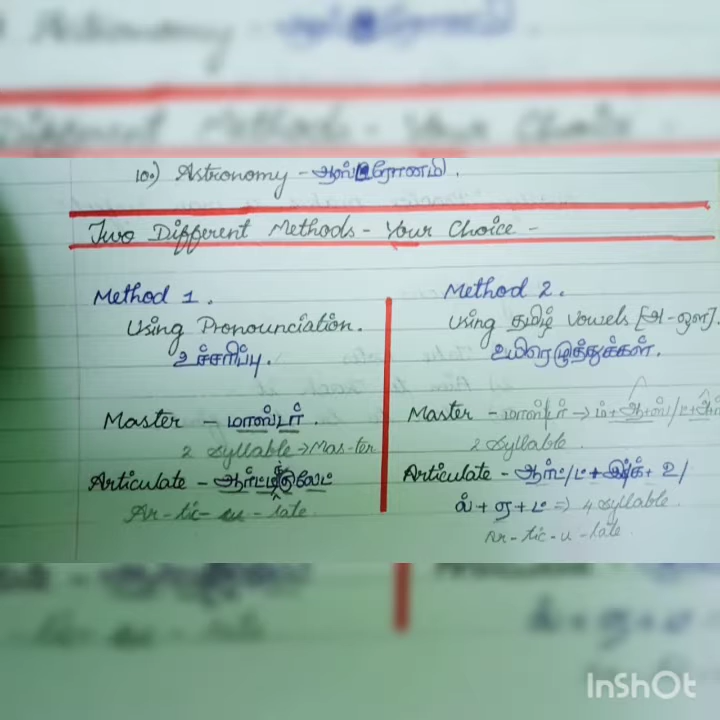 10.) Astronomy - ஆஸ்ரோனமி.
Two Different Methods - Your Choice -
Method 1.
Using Pronounciation.
உச்சரிப்பு.
Master - மாஸ்டர்.
2 syllable → Mas-ter
Articulate -
Ar-tic-u-late.
Method 2.
Using தமிழ் Vowels [அ-ஔ].
உயிரெழுத்துக்கள்.
Master - மாஸ்டர் → ம்+ஆ+ஸ்/ட்+அ+ர்
2 syllable.
Articulate - ஆர்ட்/ட்+இக்+உ/
ல்+ஏ+ட் => 4 syllable.
Ar-tic-u-late.
InShOt